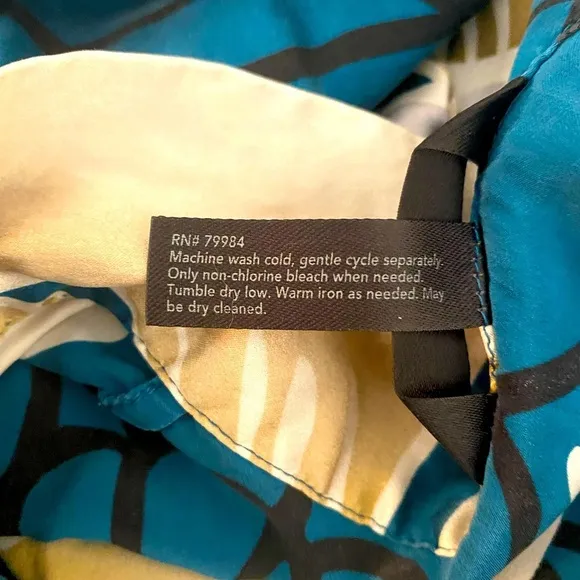 RN# 79984
Machine wash cold, gentle cycle separately.
Only non-chlorine bleach when needed.
Tumble dry low. Warm iron as needed. May
be dry cleaned.